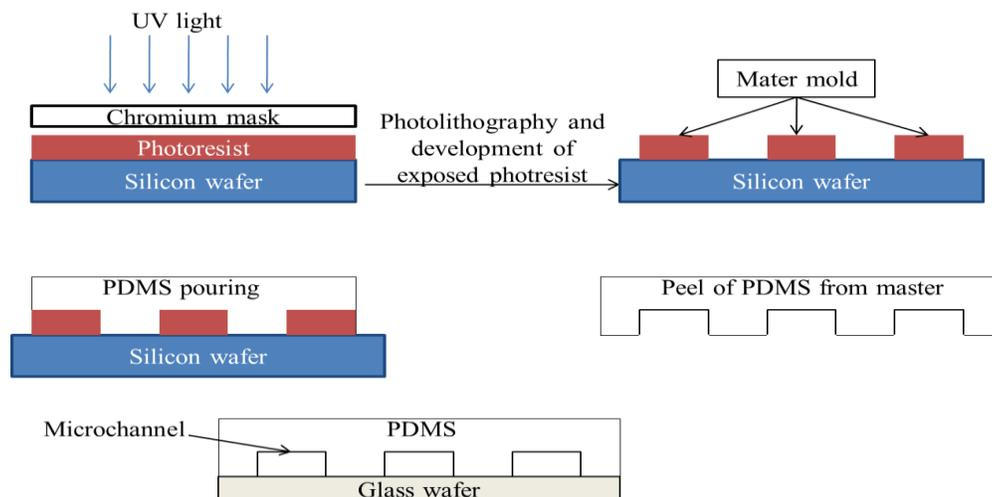 UV light
Chromium mask
Photoresist
Silicon wafer
Photolithography and
development of
exposed photresist
Mater mold
Silicon wafer
PDMS pouring
Silicon wafer
Peel of PDMS from master
Microchannel
PDMS
Glass wafer